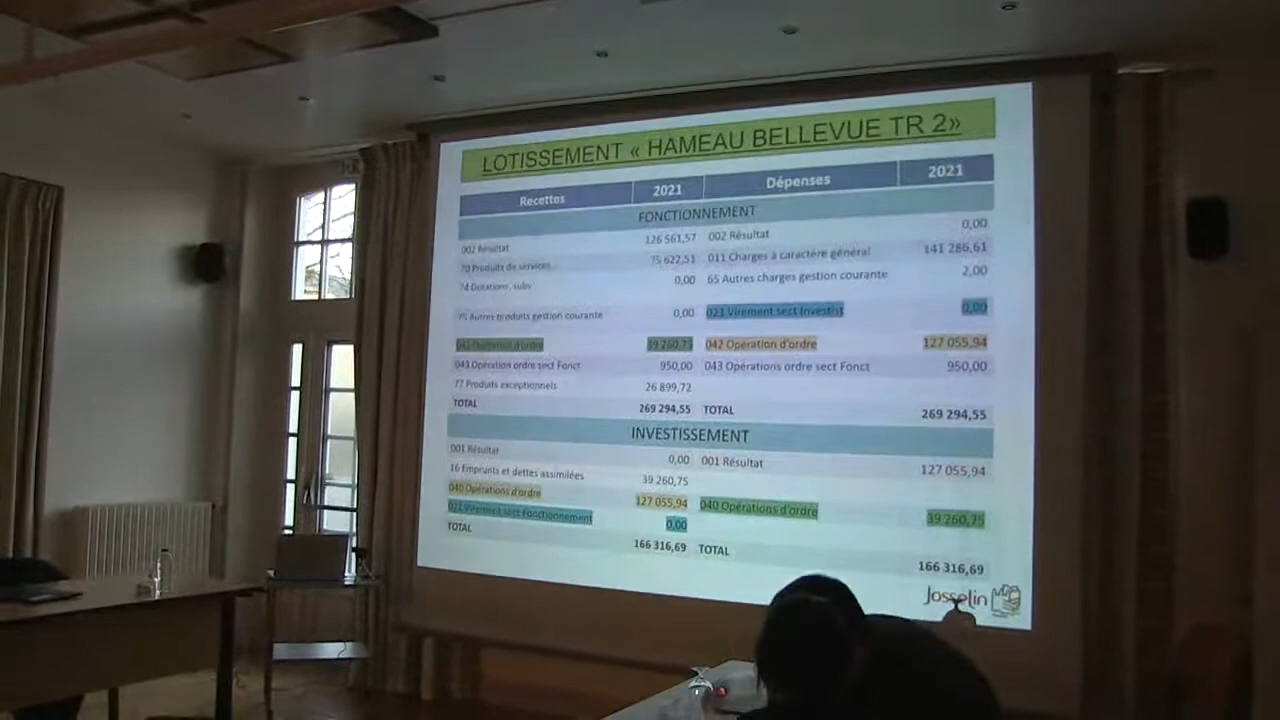 LOTISSEMENT « HAMEAU BELLEVUE TR 2»
Recettes 2021 Dépenses 2021
FONCTIONNEMENT
002 Résultat 126 561,57 002 Résultat 0,00
70 Produits de services 75 622,51 011 Charges à caractère général 141 286,61
74 Dotations, subv 0,00 65 Autres charges gestion courante 2,00
75 Autres produits gestion courante 0,00 023 Virement sect Investist 0,00
042 Opération d'ordre 39 260,75 042 Opération d'ordre 127 055,94
043 Opération ordre sect Fonct 950,00 043 Opérations ordre sect Fonct 950,00
77 Produits exceptionnels 26 899,72
TOTAL 269 294,55 TOTAL 269 294,55
INVESTISSEMENT
001 Résultat 0,00 001 Résultat 127 055,94
16 Emprunts et dettes assimilées 39 260,75
040 Opérations d'ordre 127 055,94 040 Opérations d'ordre 39 260,75
021 Virement sect Fonctionnement 0,00
TOTAL 166 316,69 TOTAL 166 316,69
Josselin